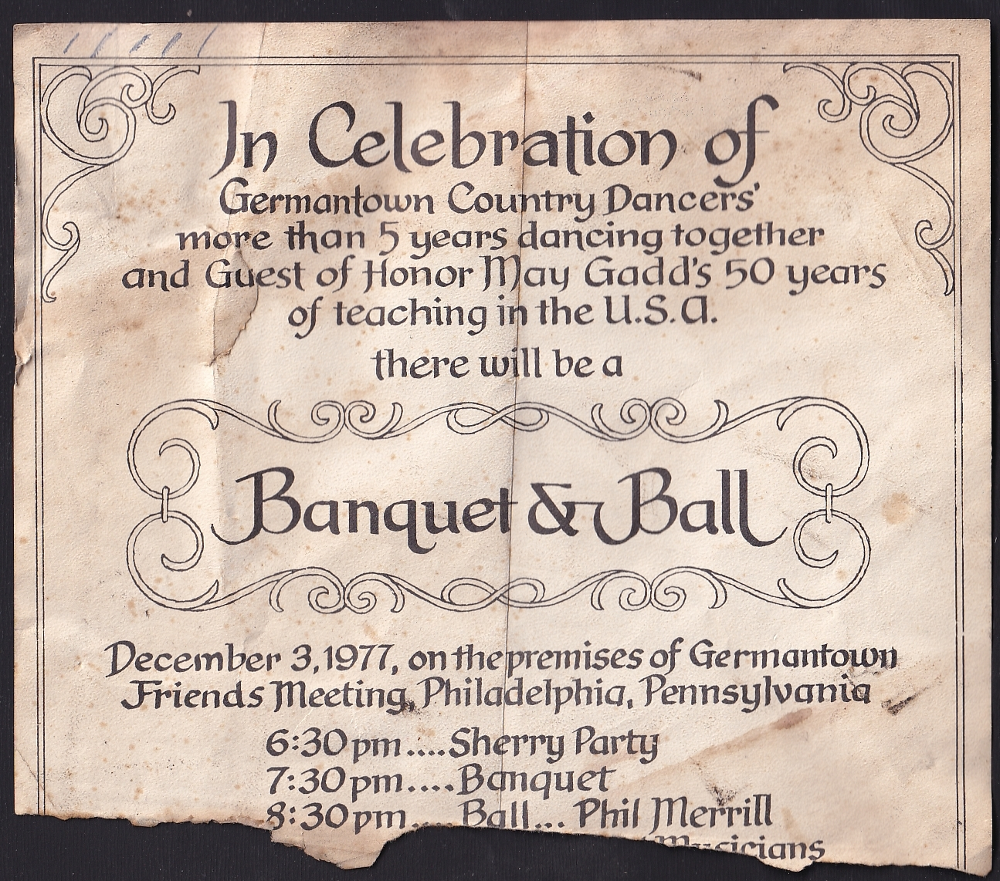 In Celebration of
Germantown Country Dancers'
more than 5 years dancing together
and Guest of Honor May Gadd's 50 years
of teaching in the U.S.A.
there will be a
Banquet & Ball
December 3, 1977, on the premises of Germantown
Friends Meeting, Philadelphia, Pennsylvania
6:30 pm....Sherry Party
7:30 pm....Banquet
8:30 pm.... Ball... Phil Merrill
Musicians